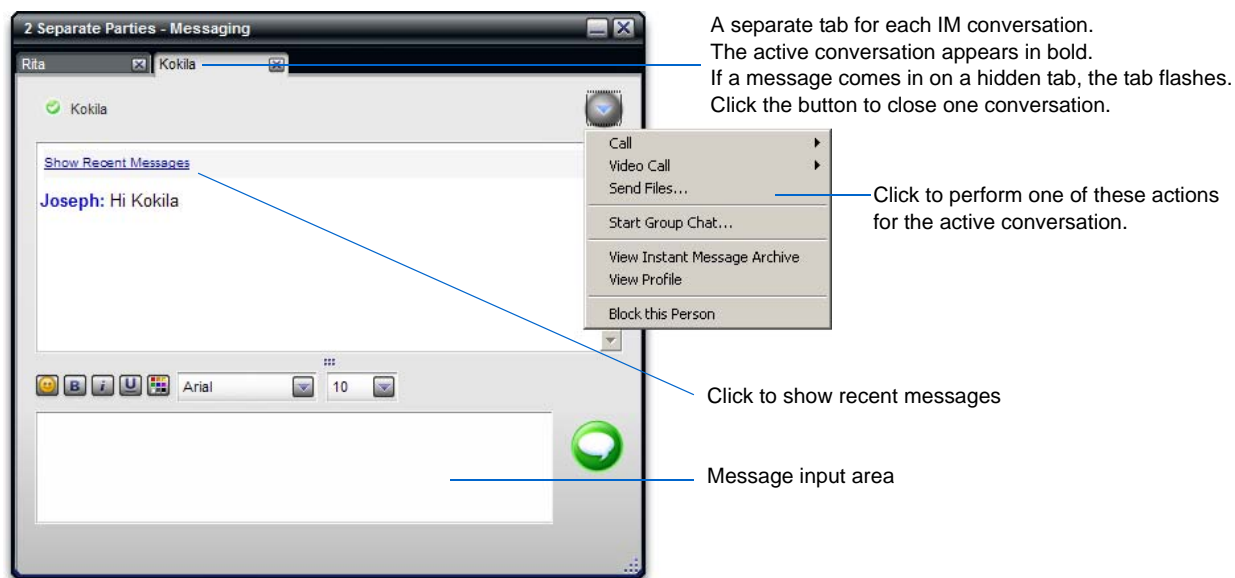 2 Separate Parties - Messaging
Rita
Kokila
Kokila
Show Recent Messages
Joseph: Hi Kokila
Call
Video Call
Send Files...
Start Group Chat...
View Instant Message Archive
View Profile
Block this Person
B i U Arial 10
A separate tab for each IM conversation.
The active conversation appears in bold.
If a message comes in on a hidden tab, the tab flashes.
Click the button to close one conversation.
Click to perform one of these actions
for the active conversation.
Click to show recent messages
Message input area